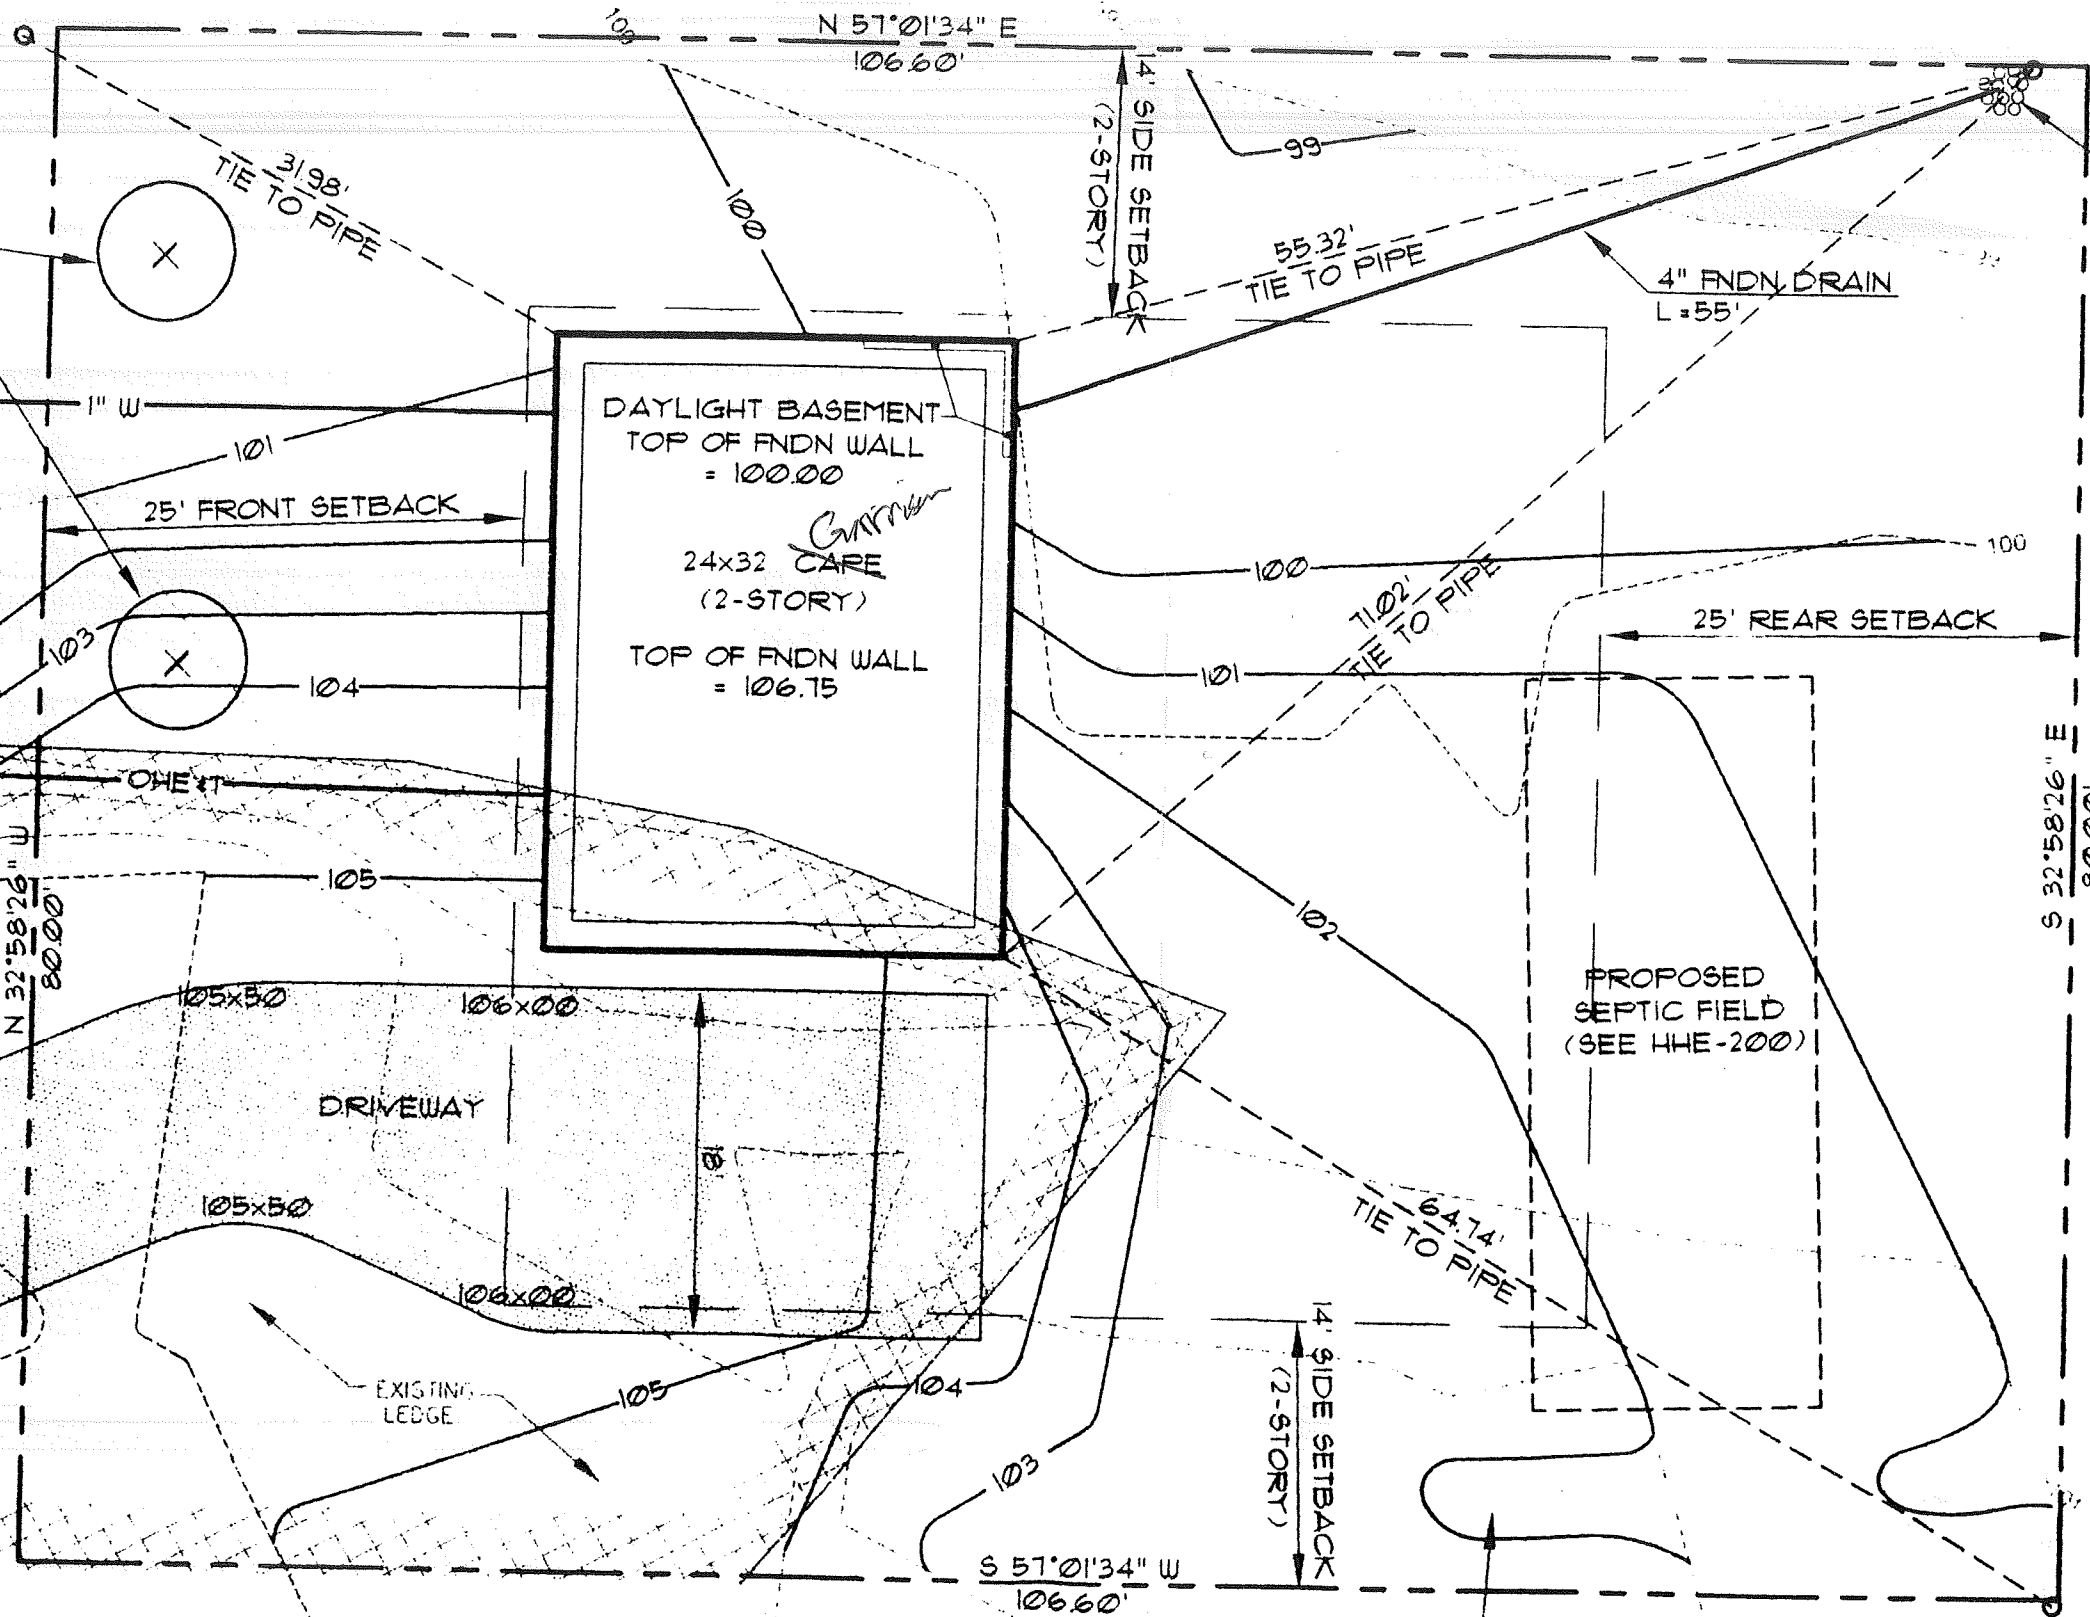 N 57°01'34" E
106.60'
100
14' SIDE SETBACK
(2-STORY)
99
31.98'
TIE TO PIPE
100
55.32'
TIE TO PIPE
4" FNDN DRAIN
L=55'
99
1" W
101
DAYLIGHT BASEMENT
TOP OF FNDN WALL
= 100.00
25' FRONT SETBACK
24x32 CAPE
(2-STORY)
TOP OF FNDN WALL
= 106.75
100
100
71.02'
TIE TO PIPE
25' REAR SETBACK
103
104
101
OHE&T
105
102
S 32°58'26" E
80.00'
N 32°58'26" W
80.00'
PROPOSED
SEPTIC FIELD
(SEE HHE-200)
105x50
106x00
DRIVEWAY
18'
105x50
106x00
64.74'
TIE TO PIPE
14' SIDE SETBACK
(2-STORY)
EXISTING
LEDGE
105
104
103
S 57°01'34" W
106.60'